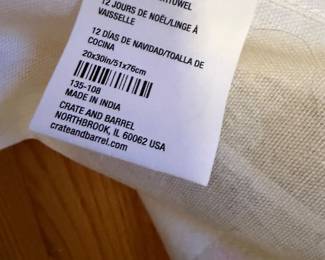 12 JOURS DE NOËL/LINGE À
VAISSELLE
12 DÍAS DE NAVIDAD/TOALLA DE
COCINA
20x30in/51x76cm
135-108
MADE IN INDIA
CRATE AND BARREL
NORTHBROOK, IL 60062 USA
crateandbarrel.com